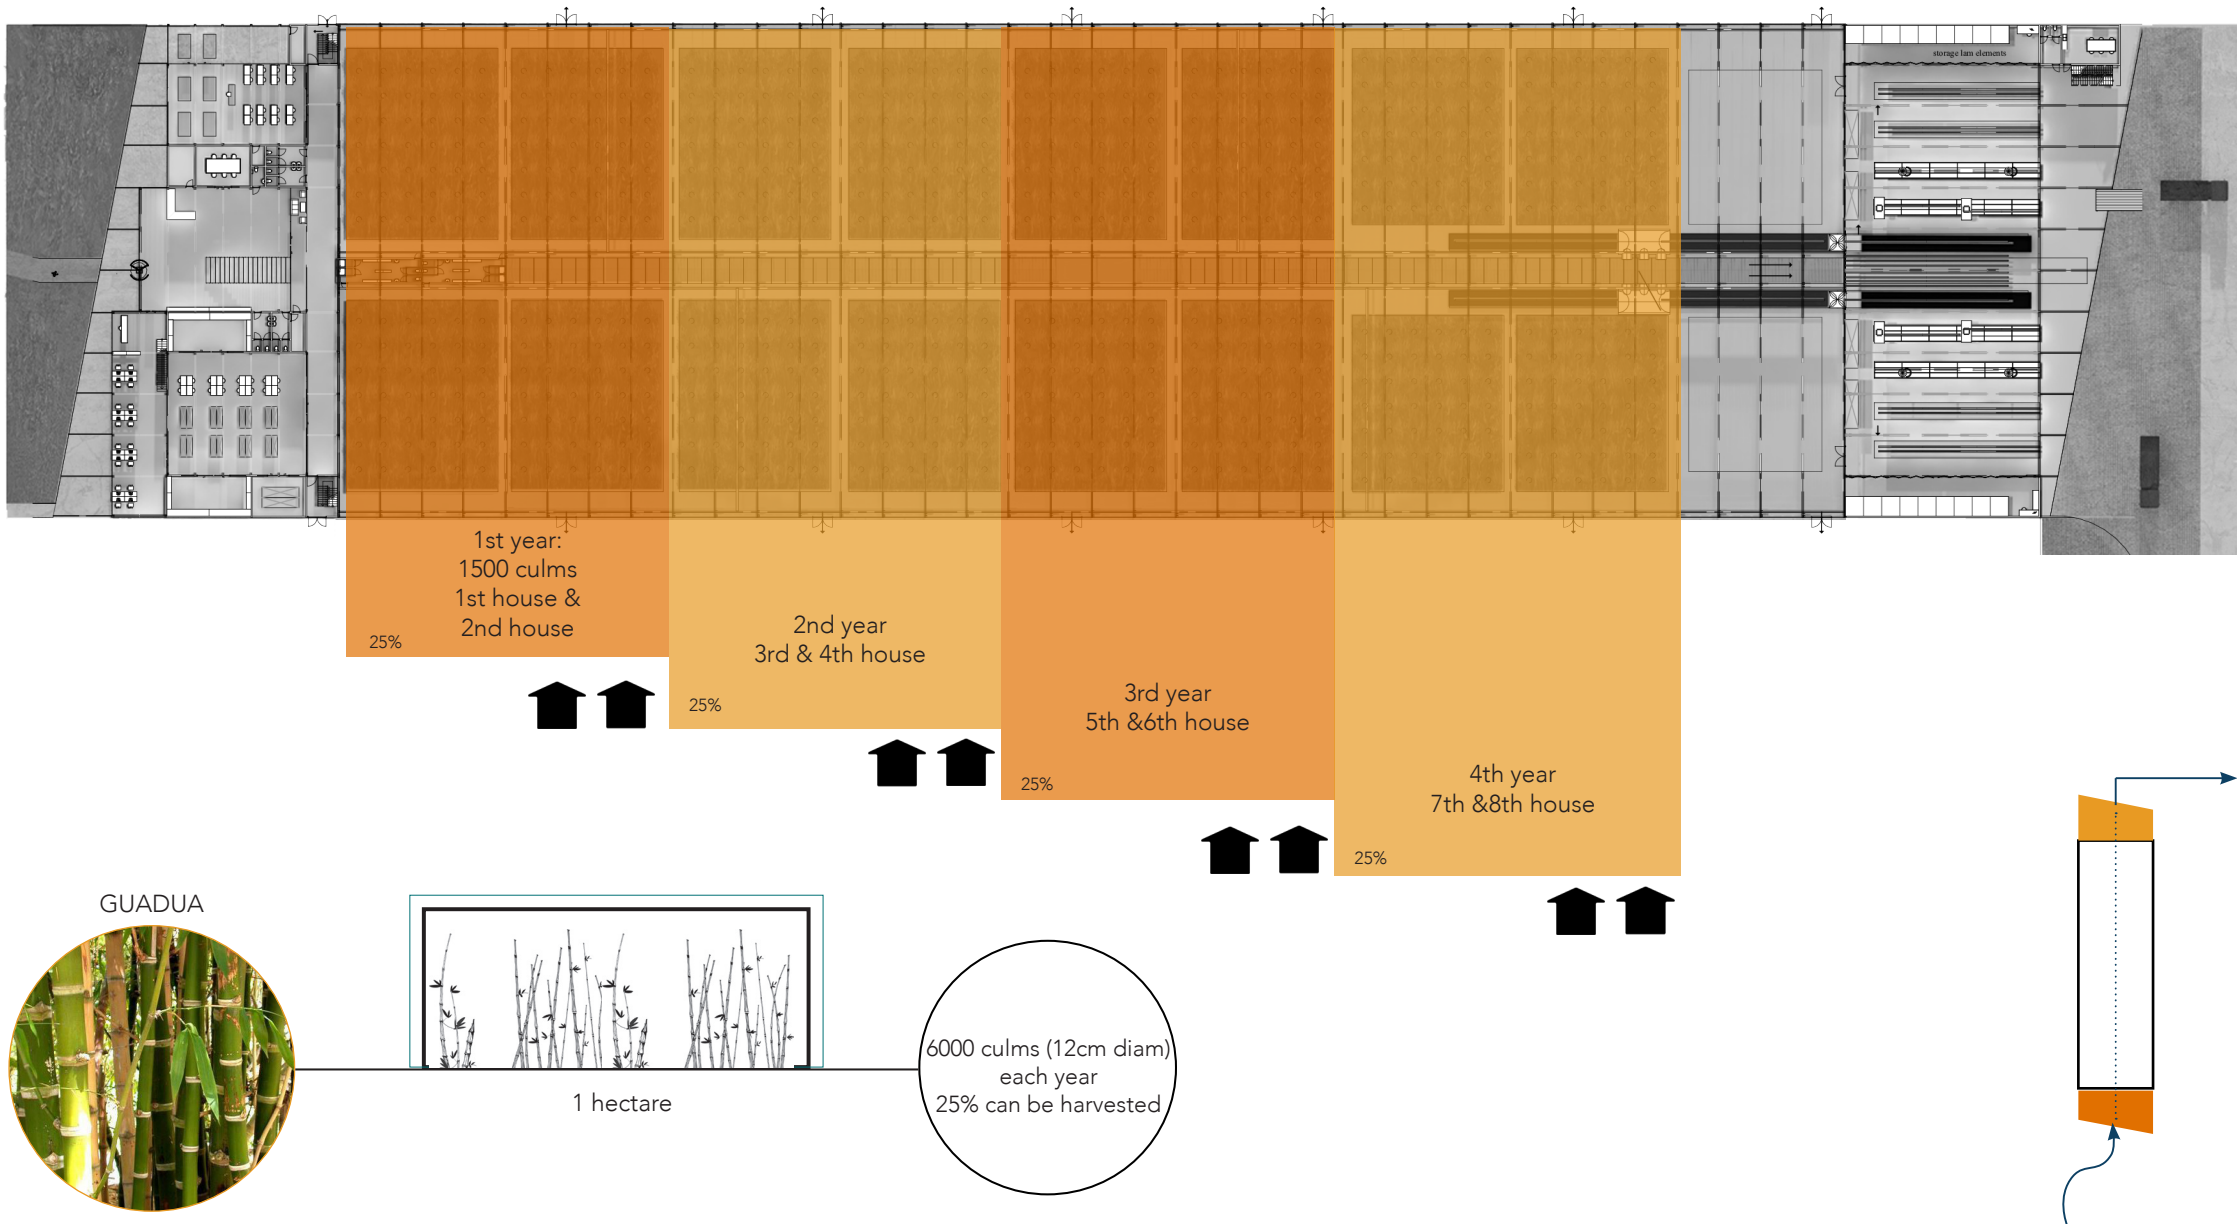 storage lam elements
1st year:
1500 culms
1st house &
2nd house
25%
2nd year
3rd & 4th house
25%
3rd year
5th &6th house
25%
4th year
7th &8th house
25%
GUADUA
1 hectare
6000 culms (12cm diam)
each year
25% can be harvested